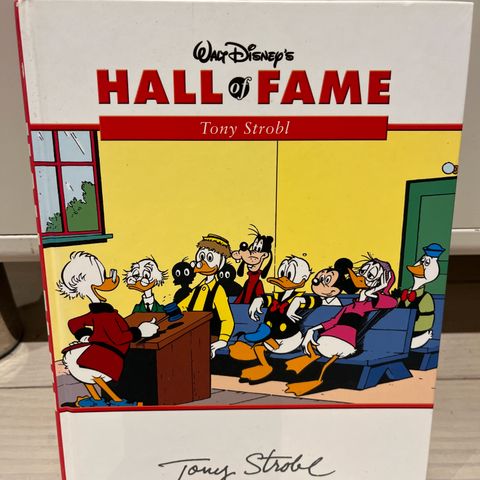 Walt Disney's
HALL of FAME
Tony Strobl
Tony Strobl